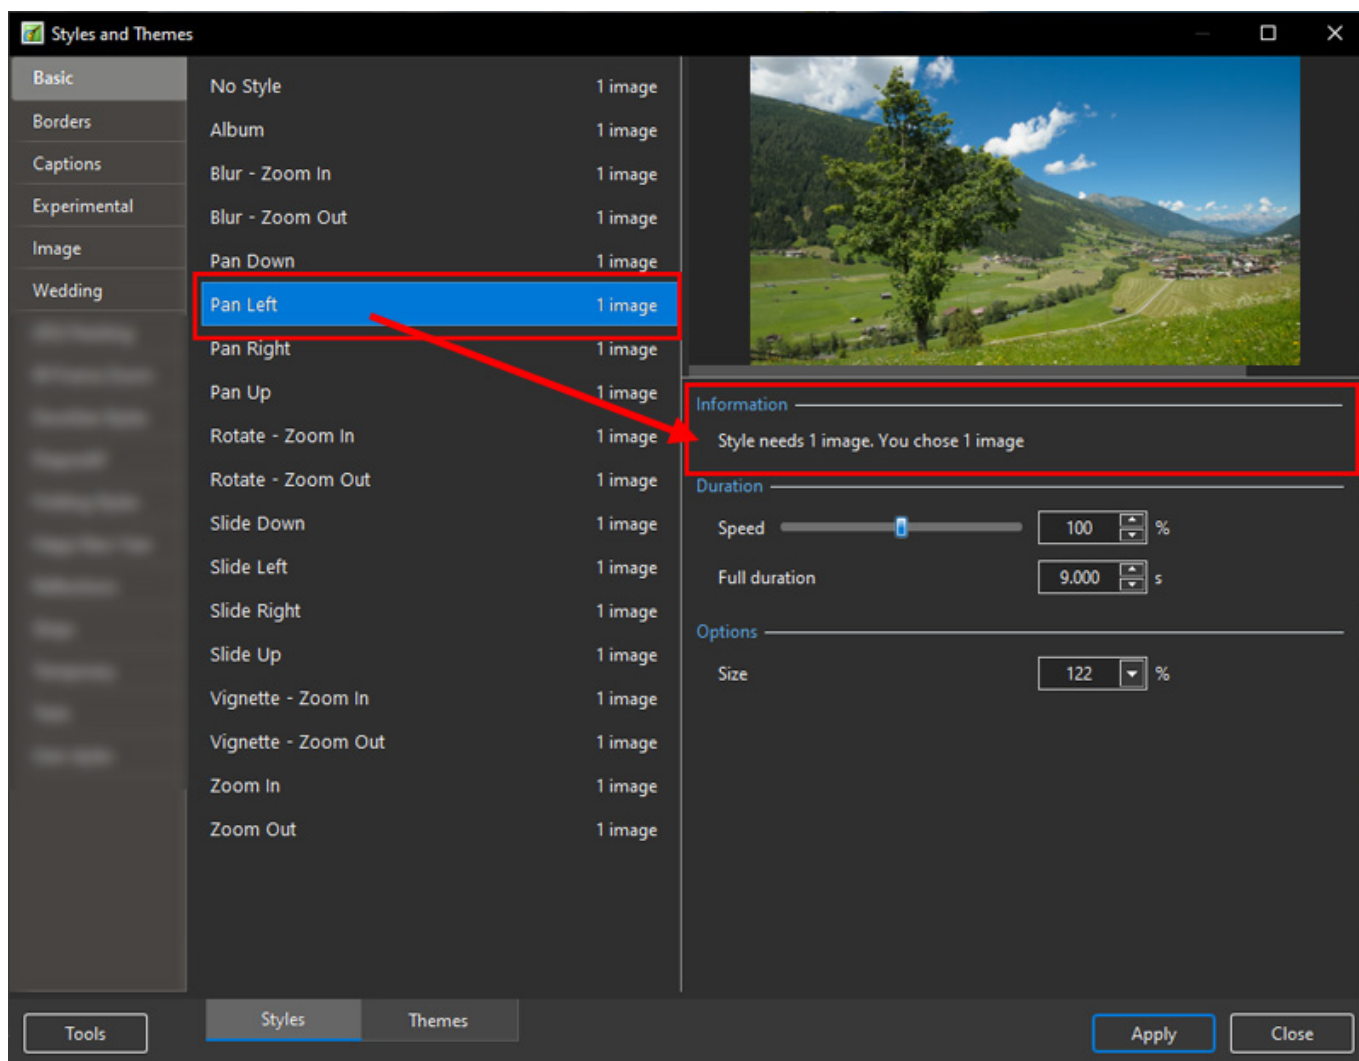 Styles and Themes
Basic
Borders
Captions
Experimental
Image
Wedding
No Style 1 image
Album 1 image
Blur - Zoom In 1 image
Blur - Zoom Out 1 image
Pan Down 1 image
Pan Left 1 image
Pan Right 1 image
Pan Up 1 image
Rotate - Zoom In 1 image
Rotate - Zoom Out 1 image
Slide Down 1 image
Slide Left 1 image
Slide Right 1 image
Slide Up 1 image
Vignette - Zoom In 1 image
Vignette - Zoom Out 1 image
Zoom In 1 image
Zoom Out 1 image
Information
Style needs 1 image. You chose 1 image
Duration
Speed 100 %
Full duration 9.000 s
Options
Size 122 %
Tools
Styles
Themes
Apply
Close